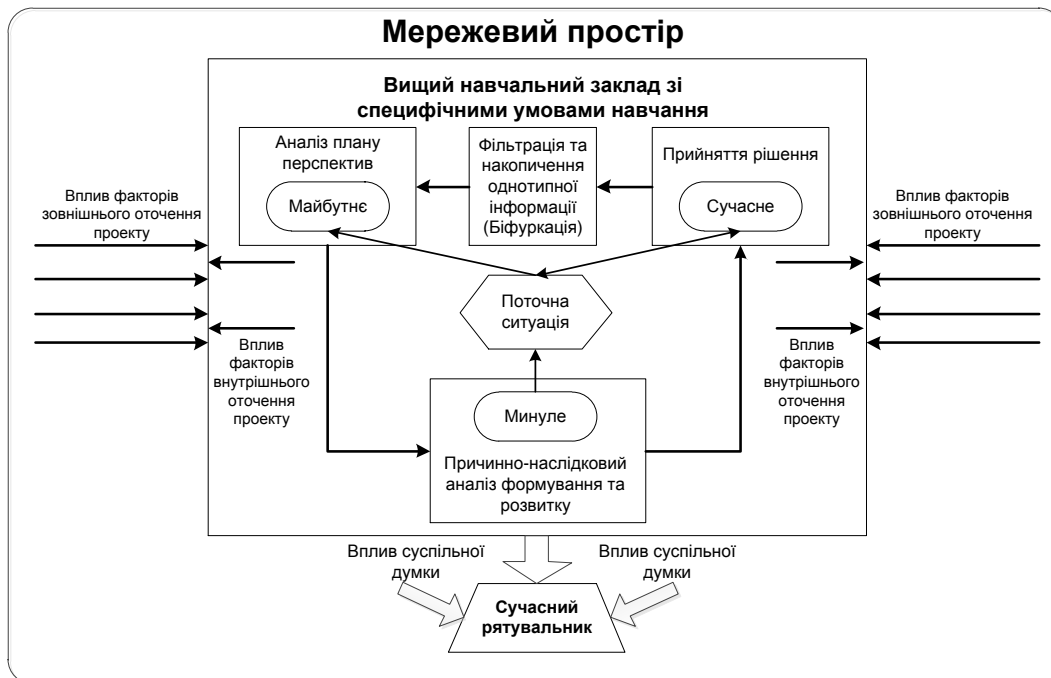 Мережевий простір
Вищий навчальний заклад зі
специфічними умовами навчання
Аналіз плану
перспектив
Майбутнє
Фільтрація та
накопичення
однотипної
інформації
(Біфуркація)
Прийняття рішення
Сучасне
Вплив факторів
зовнішнього оточення
проекту
Вплив факторів
зовнішнього оточення
проекту
Поточна
ситуація
Вплив
факторів
внутрішнього
оточення
проекту
Вплив
факторів
внутрішнього
оточення
проекту
Минуле
Причинно-наслідковий
аналіз формування та
розвитку
Вплив суспільної
думки
Вплив суспільної
думки
Сучасний
рятувальник